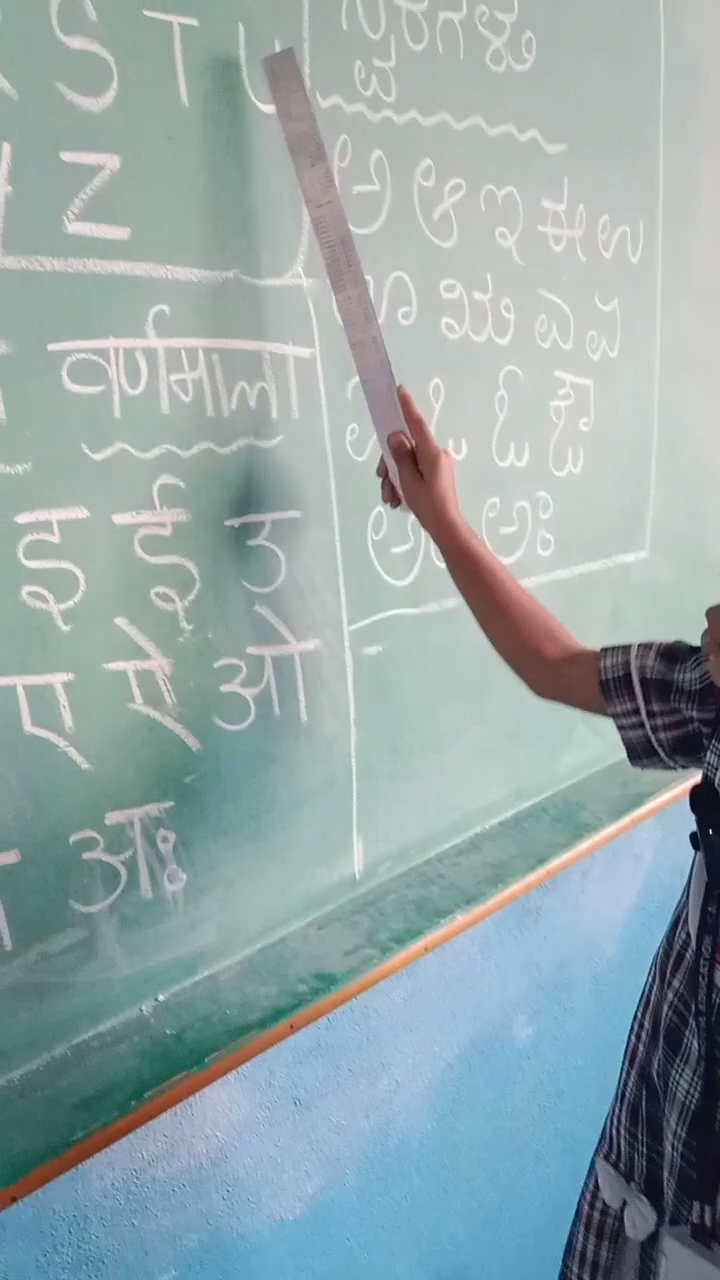 S T U
Z
वर्णमाला
इ ई उ
ए ऐ ओ
अः
ಸ್ವರಗಳು
ಅ ಆ ಇ ಈ ಉ
ಊ ಋ ಎ ಏ
ಐ ಒ ಓ ಔ
ಅಂ ಅಃ